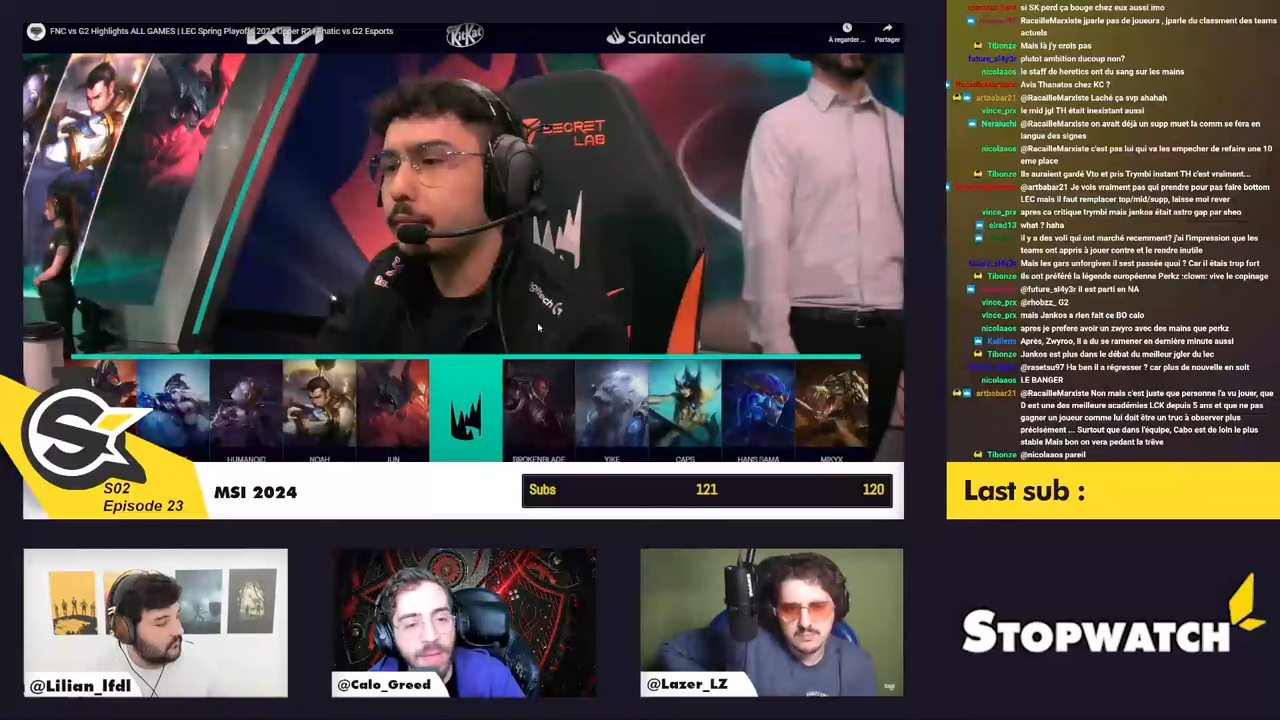 FNC vs G2 Highlights ALL GAMES | LEC Spring Playoffs 2024 Upper R2 | Fnatic vs G2 Esports
KitKat
Santander
À regarder ...
Partager
SECRET
LAB
logitech G
HUMANOID
NOAH
JUN
BROKENBLADE
YIKE
CAPS
HANS SAMA
MIKYX
S02
Episode 23
MSI 2024
Subs
121
120
si SK perd ça bouge chez eux aussi imo
RacailleMarxiste jparle pas de joueurs , jparle du classment des teams
actuels
Tibonze Mais là j'y crois pas
future_sl4y3r plutot ambition ducoup non?
nicolaaos le staff de heretics ont du sang sur les mains
RacailleMarxiste Avis Thanatos chez KC ?
artbabar21 @RacailleMarxiste Laché ça svp ahahah
vince_prx le mid jgl TH était inexistant aussi
Neraiuchi @RacailleMarxiste on avait déjà un supp muet la comm se fera en
langue des signes
nicolaaos @RacailleMarxiste c'est pas lui qui va les empecher de refaire une 10
eme place
Tibonze Ils auraient gardé Vto et pris Trymbi instant TH c'est vraiment...
@artbabar21 Je vois vraiment pas qui prendre pour pas faire bottom
LEC mais il faut remplacer top/mid/supp, laisse moi rever
vince_prx apres ca critique trymbi mais jankos était astro gap par sheo
elrad13 what ? haha
il y a des voli qui ont marché recemment? j'ai l'impression que les
teams ont appris à jouer contre et le rendre inutile
future_sl4y3r Mais les gars unforgiven il sest passée quoi ? Car il étais trop fort
Tibonze Ils ont préféré la légende européenne Perkz :clown: vive le copinage
@future_sl4y3r il est parti en NA
vince_prx @rhobzz_ G2
vince_prx mais Jankos a rien fait ce BO calo
nicolaaos apres je prefere avoir un zwyro avec des mains que perkz
Kalliens Après, Zwyroo, il a du se ramener en dernière minute aussi
Tibonze Jankos est plus dans le débat du meilleur jgler du lec
future_sl4y3r @rasetsu97 Ha ben il a régresser ? car plus de nouvelle en soit
nicolaaos LE BANGER
artbabar21 @RacailleMarxiste Non mais c'est juste que personne l'a vu jouer, que
D est une des meilleure académies LCK depuis 5 ans et que ne pas
gagner un joueur comme lui doit être un truc à observer plus
précisément ... Surtout que dans l'équipe, Cabo est de loin le plus
stable Mais bon on vera pedant la trêve
Tibonze @nicolaaos pareil
Last sub :
@Lilian_lfdl
@Calo_Greed
@Lazer_LZ
logi
STOPWATCH